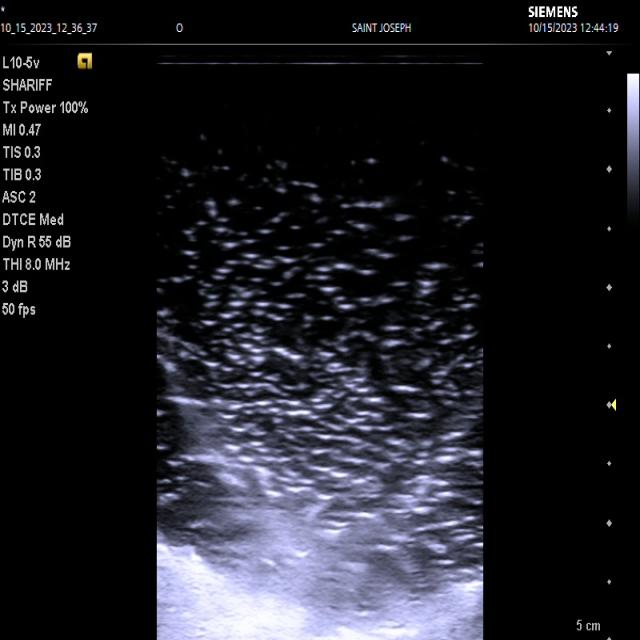 SIEMENS
10_15_2023_12_36_37 O SAINT JOSEPH 10/15/2023 12:44:19
L10-5v
SHARIFF
Tx Power 100%
MI 0.47
TIS 0.3
TIB 0.3
ASC 2
DTCE Med
Dyn R 55 dB
THI 8.0 MHz
3 dB
50 fps
5 cm